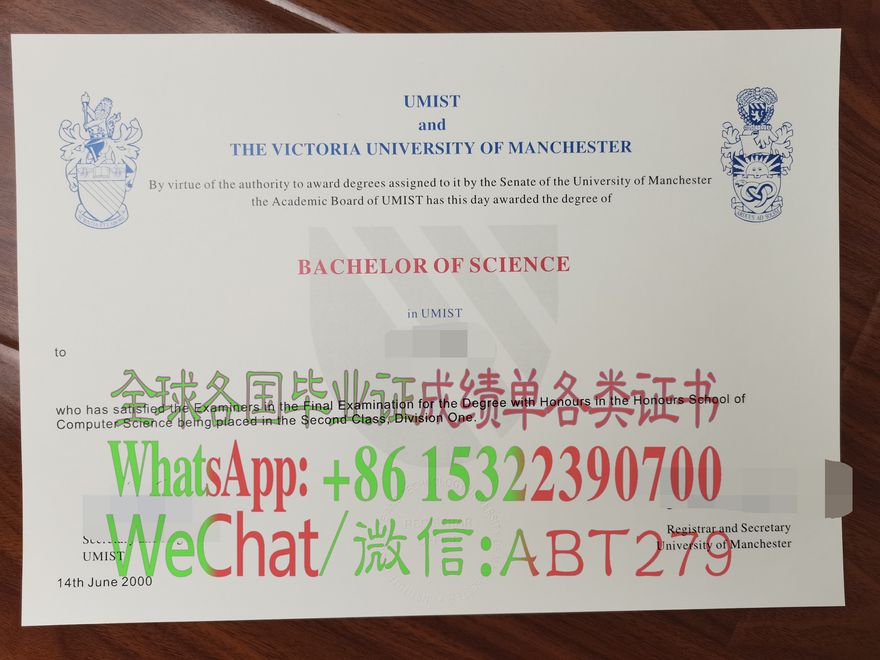 UMIST
and
THE VICTORIA UNIVERSITY OF MANCHESTER
By virtue of the authority to award degrees assigned to it by the Senate of the University of Manchester
the Academic Board of UMIST has this day awarded the degree of
BACHELOR OF SCIENCE
in UMIST
to
全球各国毕业证成绩单各类证书
who has satisfied the Examiners in the Final Examination for the Degree with Honours in the Honours School of
Computer Science being placed in the Second Class, Division One.
WhatsApp: +86 15322390700
WeChat/微信:ABT279
Registrar and Secretary
University of Manchester
UMIST
14th June 2000